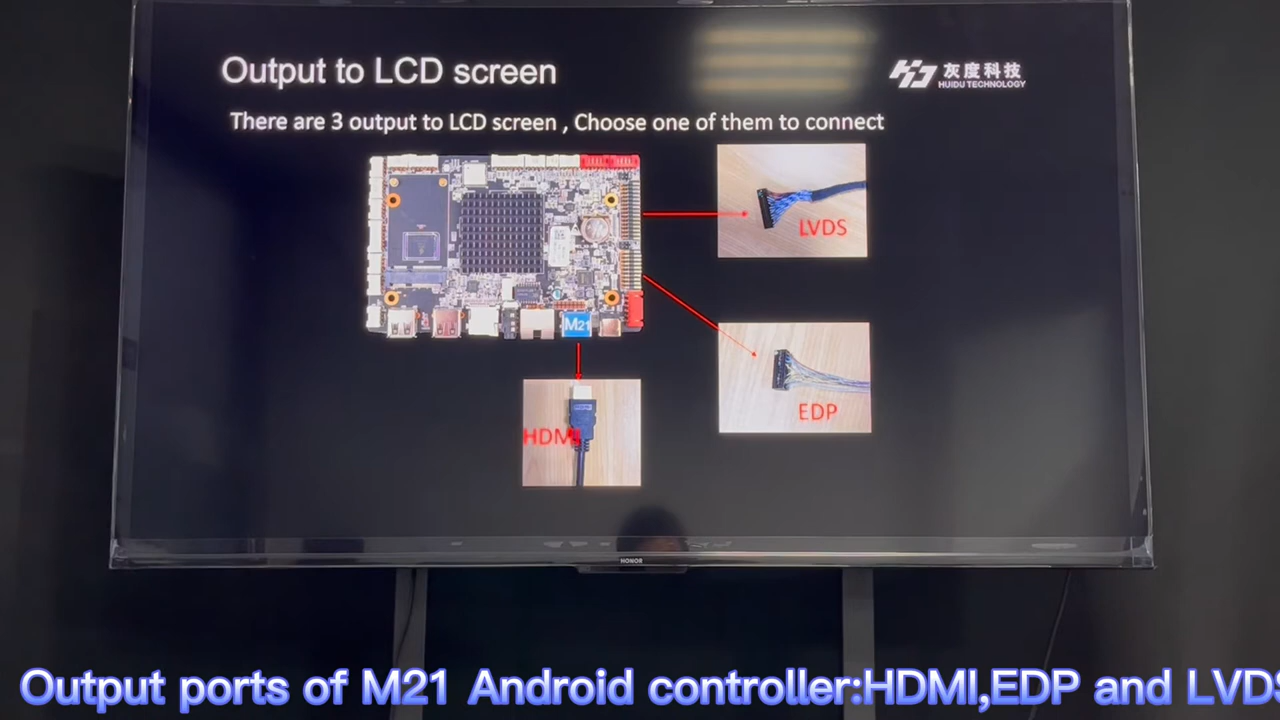 Output to LCD screen
灰度科技
HUIDU TECHNOLOGY
There are 3 output to LCD screen , Choose one of them to connect
LVDS
M21
EDP
HDMI
HONOR
Output ports of M21 Android controller:HDMI,EDP and LVDS